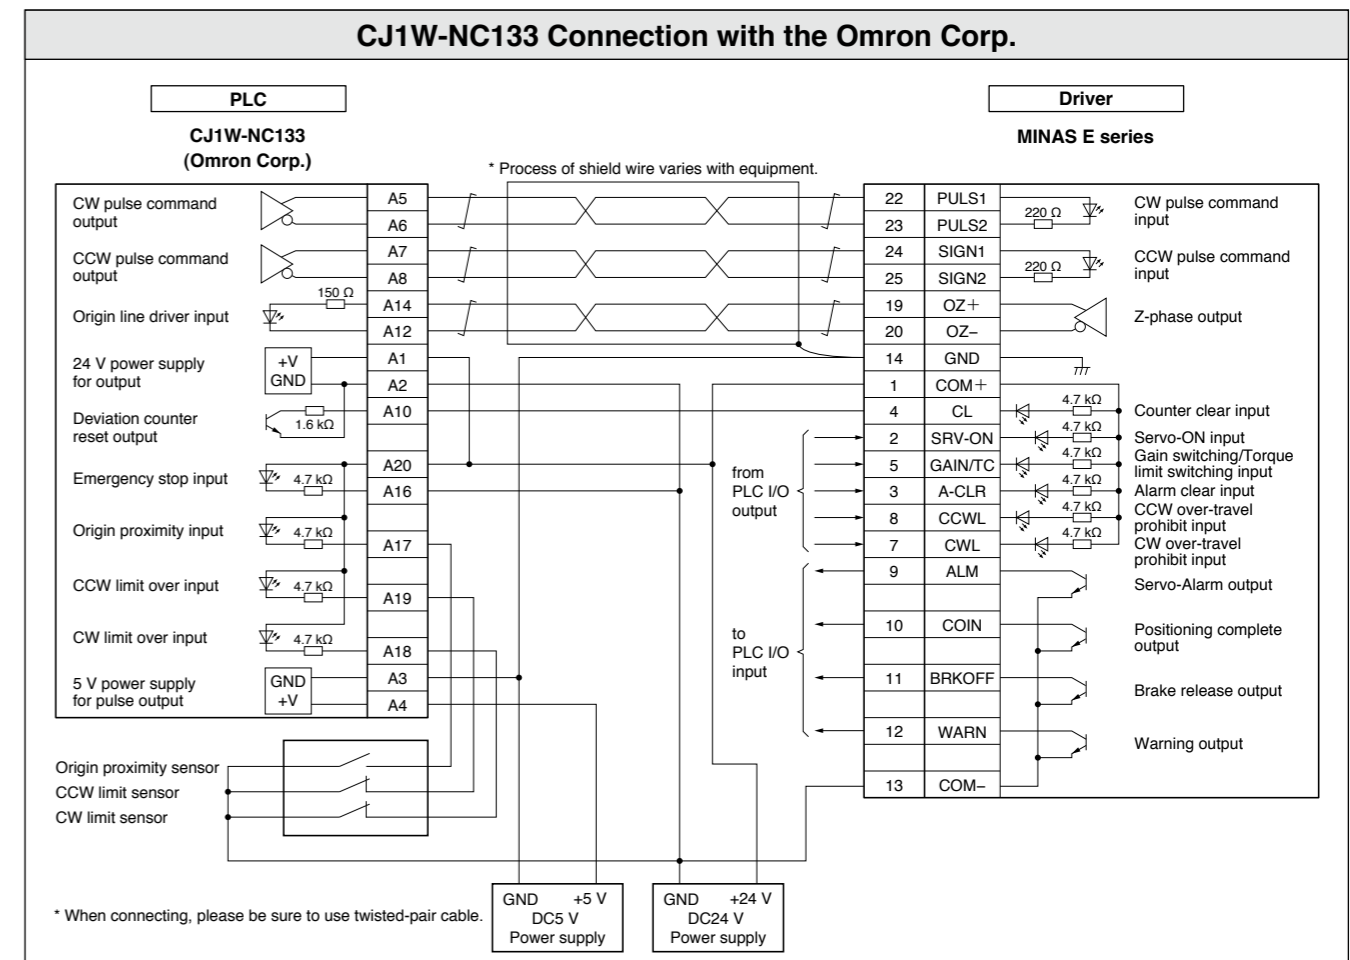 CJ1W-NC133 Connection with the Omron Corp.
PLC
Driver
CJ1W-NC133
(Omron Corp.)
MINAS E series
* Process of shield wire varies with equipment.
CW pulse command
output
A5
A6
22 PULS1
23 PULS2
220 Ω
CW pulse command
input
CCW pulse command
output
A7
A8
24 SIGN1
25 SIGN2
220 Ω
CCW pulse command
input
Origin line driver input
150 Ω
A14
A12
19 OZ+
20 OZ−
Z-phase output
24 V power supply
for output
+V
GND
A1
A2
14 GND
1 COM+
Deviation counter
reset output
1.6 kΩ
A10
4 CL
4.7 kΩ
Counter clear input
2 SRV-ON
4.7 kΩ
Servo-ON input
Emergency stop input
4.7 kΩ
A20
A16
from
PLC I/O
output
5 GAIN/TC
4.7 kΩ
Gain switching/Torque
limit switching input
3 A-CLR
4.7 kΩ
Alarm clear input
Origin proximity input
4.7 kΩ
A17
8 CCWL
4.7 kΩ
CCW over-travel
prohibit input
7 CWL
4.7 kΩ
CW over-travel
prohibit input
CCW limit over input
4.7 kΩ
A19
9 ALM
Servo-Alarm output
CW limit over input
4.7 kΩ
A18
to
PLC I/O
input
10 COIN
Positioning complete
output
5 V power supply
for pulse output
GND
+V
A3
A4
11 BRKOFF
Brake release output
12 WARN
Warning output
13 COM−
Origin proximity sensor
CCW limit sensor
CW limit sensor
* When connecting, please be sure to use twisted-pair cable.
GND +5 V
DC5 V
Power supply
GND +24 V
DC24 V
Power supply